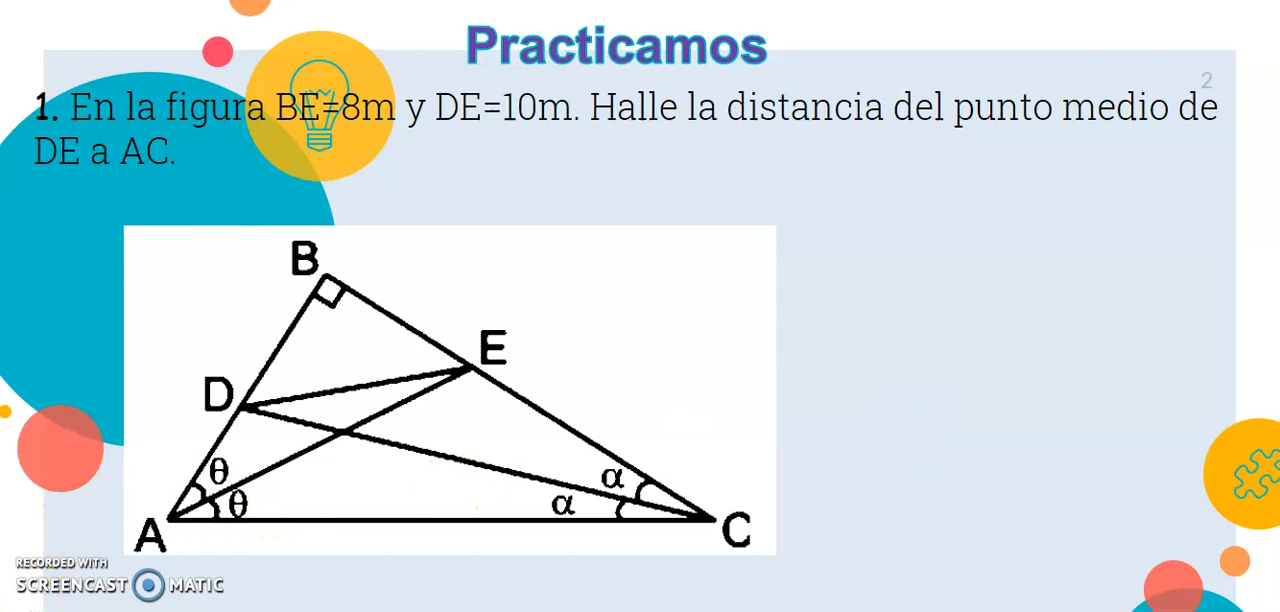 Practicamos
2
1. En la figura BE=8m y DE=10m. Halle la distancia del punto medio de
DE a AC.
B
E
D
θ
α
θ
α
A
C
RECORDED WITH
SCREENCAST MATIC